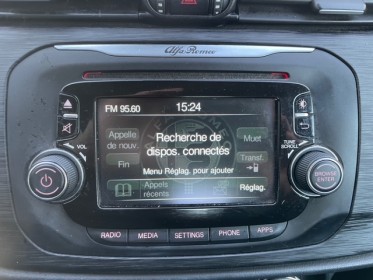 Alfa Romeo
FM 95.60
15:24
Appelle de nouv.
Recherche de dispos. connectés
Muet
Fin
Menu Réglag. pour ajouter
Transf.
Appels récents
Réglag.
VOL
TUNE SCROLL
BROWSE ENTER
RADIO
MEDIA
SETTINGS
PHONE
APPS